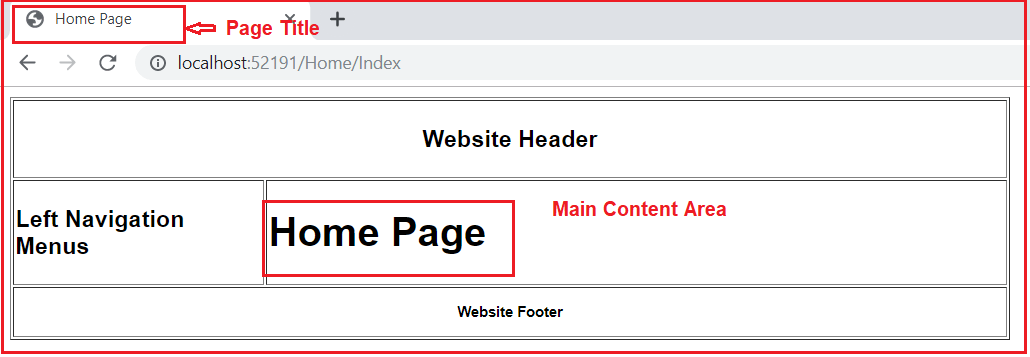 Home Page
Page Title
localhost:52191/Home/Index
Website Header
Left Navigation
Menus
Home Page
Main Content Area
Website Footer